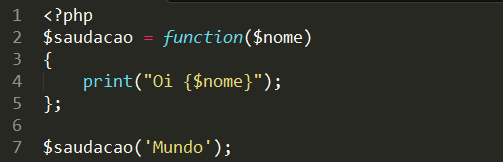 1 <?php
2 $saudacao = function($nome)
3 {
4     print("Oi {$nome}");
5 };
6
7 $saudacao('Mundo');